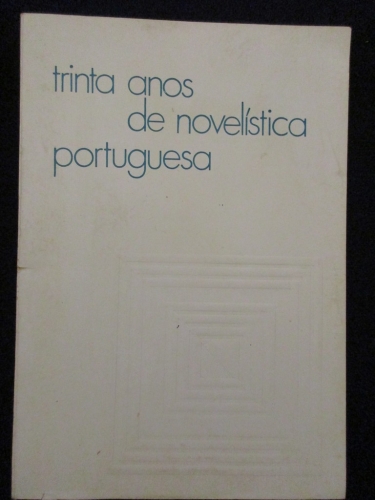 trinta anos
de novelística
portuguesa